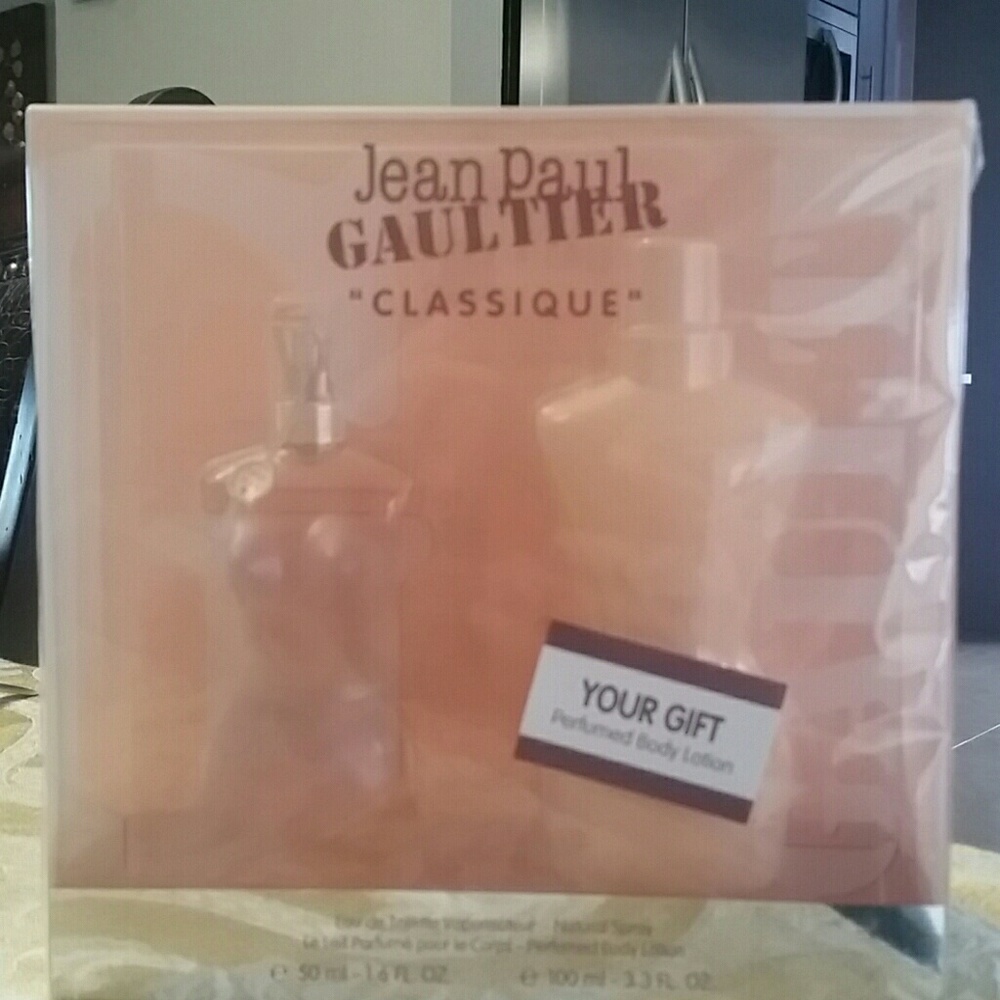 Jean Paul
GAULTIER
"CLASSIQUE"
YOUR GIFT
Perfumed Body Lotion
Eau de Toilette Vaporisateur - Natural Spray
Le Lait Parfumé pour le Corps - Perfumed Body Lotion
℮ 50 ml - 1.6 FL. OZ. ℮ 100 ml - 3.3 FL. OZ.